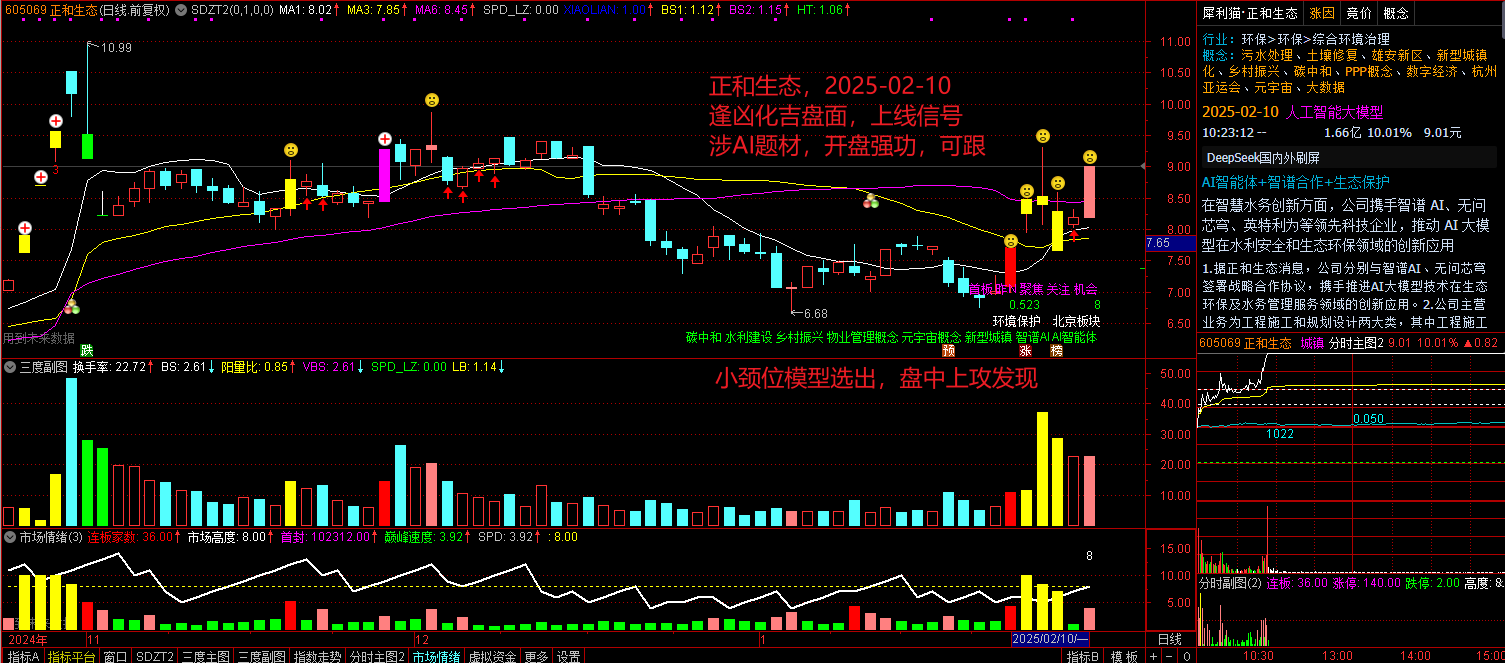 605069 正和生态(日线.前复权) SDZT2(0,1,0,0) MA1: 8.02↑ MA3: 7.85↑ MA6: 8.45↑ SPD_LZ: 0.00 XIAOLIAN: 1.00↑ BS1: 1.12↑ BS2: 1.15↑ HT: 1.06↑
10.99
正和生态，2025-02-10
逢凶化吉盘面，上线信号
涉AI题材，开盘强功，可跟
11.00
10.50
10.00
9.50
9.00
8.50
8.00
7.65
7.50
7.00
6.50
3
6.68
聚焦 关注 机会
0.523
8
环境保护 北京板块
用到未来数据
碳中和 水利建设 乡村振兴 物业管理概念 元宇宙概念 新型城镇 智谱AI AI智能体
跌
预
涨
榜
三度副图 换手率: 22.72↑ BS: 2.61↓ 阳量比: 0.85↑ VBS: 2.61↓ SPD_LZ: 0.00 LB: 1.14↓
小颈位模型选出，盘中上攻发现
50.00
40.00
30.00
20.00
10.00
市场情绪(3) 连板家数: 36.00↑ 市场高度: 8.00↑ 首封: 102312.00↑ 巅峰速度: 3.92↑ SPD: 3.92↑ : 8.00
8
15.00
10.00
5.00
2024年
11
12
1
2025/02/10/一
日线
指标A 指标平台 窗口 SDZT2 三度主图 三度副图 指数走势 分时主图2 市场情绪 虚拟资金 更多 设置
指标B 模板 + − 0
犀利猫·正和生态 涨因 竞价 概念
行业: 环保>环保>综合环境治理
概念: 污水处理、土壤修复、雄安新区、新型城镇
化、乡村振兴、碳中和、PPP概念、数字经济、杭州
亚运会、元宇宙、大数据
2025-02-10 人工智能大模型
10:23:12 -- 1.66亿 10.01% 9.01元
DeepSeek国内外刷屏
AI智能体+智谱合作+生态保护
在智慧水务创新方面，公司携手智谱 AI、无问
芯穹、英特利为等领先科技企业，推动 AI 大模
型在水利安全和生态环保领域的创新应用
1.据正和生态消息，公司分别与智谱AI、无问芯穹
签署战略合作协议，携手推进AI大模型技术在生态
环保及水务管理服务领域的创新应用。2.公司主营
业务为工程施工和规划设计两大类，其中工程施工
605069 正和生态 城镇 分时主图2 9.01 10.01% ▲0.82
0.050
1022
分时副图(2) 连板: 36.00 涨停: 140.00 跌停: 2.00 高度: 8
10:30
13:00
14:00
15:00